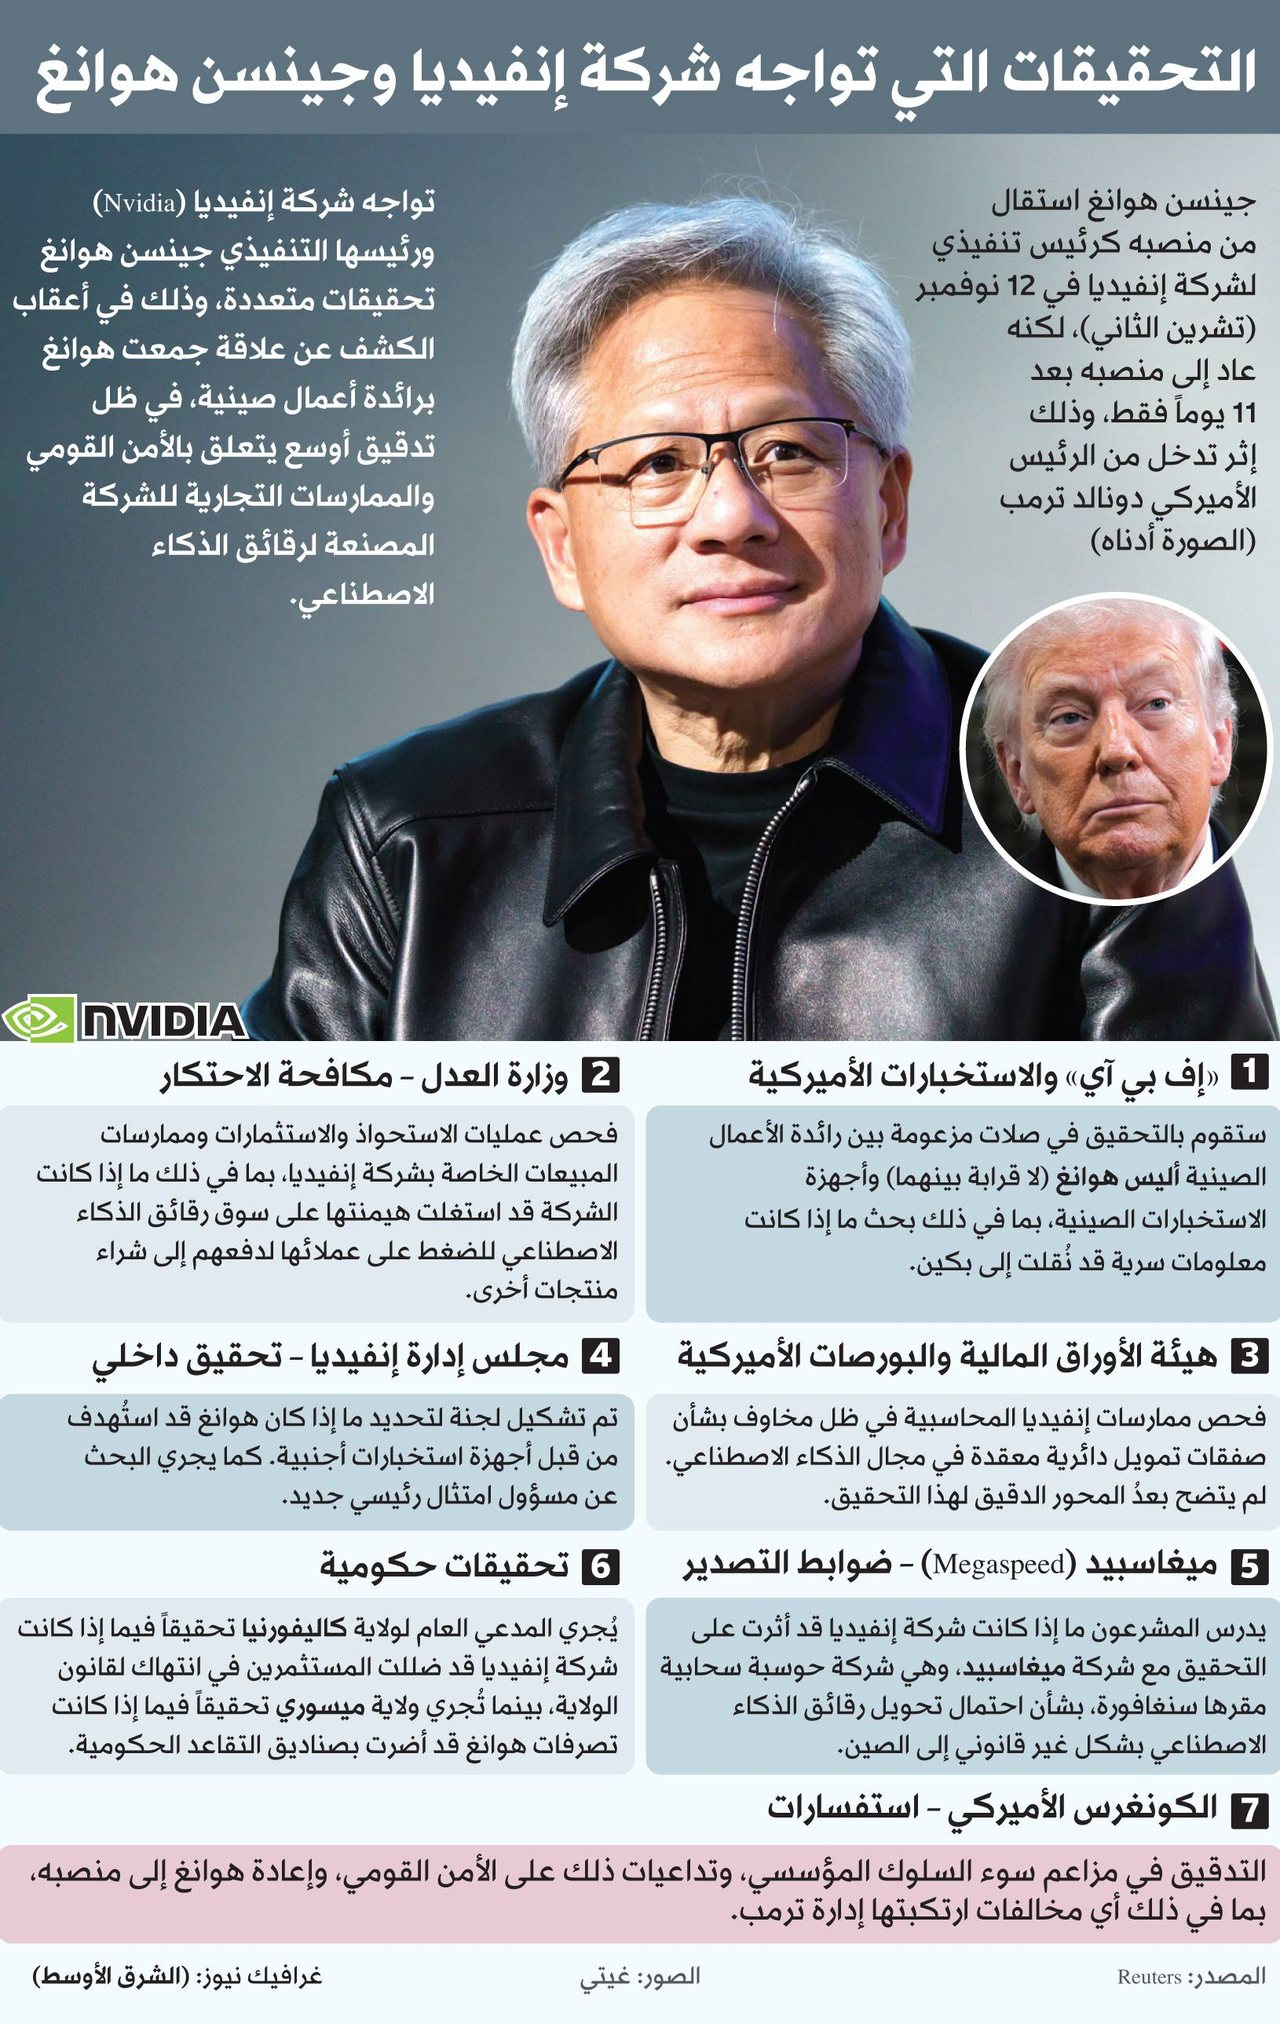 التحقيقات التي تواجه شركة إنفيديا وجينسن هوانغ
جينسن هوانغ استقال
من منصبه كرئيس تنفيذي
لشركة إنفيديا في 12 نوفمبر
(تشرين الثاني)، لكنه
عاد إلى منصبه بعد
11 يوماً فقط، وذلك
إثر تدخل من الرئيس
الأميركي دونالد ترمب
(الصورة أدناه)
تواجه شركة إنفيديا (Nvidia)
ورئيسها التنفيذي جينسن هوانغ
تحقيقات متعددة، وذلك في أعقاب
الكشف عن علاقة جمعت هوانغ
برائدة أعمال صينية، في ظل
تدقيق أوسع يتعلق بالأمن القومي
والممارسات التجارية للشركة
المصنعة لرقائق الذكاء
الاصطناعي.
NVIDIA
1 «إف بي آي» والاستخبارات الأميركية
ستقوم بالتحقيق في صلات مزعومة بين رائدة الأعمال
الصينية أليس هوانغ (لا قرابة بينهما) وأجهزة
الاستخبارات الصينية، بما في ذلك بحث ما إذا كانت
معلومات سرية قد نُقلت إلى بكين.
2 وزارة العدل – مكافحة الاحتكار
فحص عمليات الاستحواذ والاستثمارات وممارسات
المبيعات الخاصة بشركة إنفيديا، بما في ذلك ما إذا كانت
الشركة قد استغلت هيمنتها على سوق رقائق الذكاء
الاصطناعي للضغط على عملائها لدفعهم إلى شراء
منتجات أخرى.
3 هيئة الأوراق المالية والبورصات الأميركية
فحص ممارسات إنفيديا المحاسبية في ظل مخاوف بشأن
صفقات تمويل دائرية معقدة في مجال الذكاء الاصطناعي.
لم يتضح بعدُ المحور الدقيق لهذا التحقيق.
4 مجلس إدارة إنفيديا – تحقيق داخلي
تم تشكيل لجنة لتحديد ما إذا كان هوانغ قد استُهدف
من قبل أجهزة استخبارات أجنبية. كما يجري البحث
عن مسؤول امتثال رئيسي جديد.
5 ميغاسبيد (Megaspeed) – ضوابط التصدير
يدرس المشرعون ما إذا كانت شركة إنفيديا قد أثرت على
التحقيق مع شركة ميغاسبيد، وهي شركة حوسبة سحابية
مقرها سنغافورة، بشأن احتمال تحويل رقائق الذكاء
الاصطناعي بشكل غير قانوني إلى الصين.
6 تحقيقات حكومية
يُجري المدعي العام لولاية كاليفورنيا تحقيقاً فيما إذا كانت
شركة إنفيديا قد ضللت المستثمرين في انتهاك لقانون
الولاية، بينما تُجري ولاية ميسوري تحقيقاً فيما إذا كانت
تصرفات هوانغ قد أضرت بصناديق التقاعد الحكومية.
7 الكونغرس الأميركي – استفسارات
التدقيق في مزاعم سوء السلوك المؤسسي، وتداعيات ذلك على الأمن القومي، وإعادة هوانغ إلى منصبه،
بما في ذلك أي مخالفات ارتكبتها إدارة ترمب.
المصدر: Reuters
الصور: غيتي
غرافيك نيوز: (الشرق الأوسط)